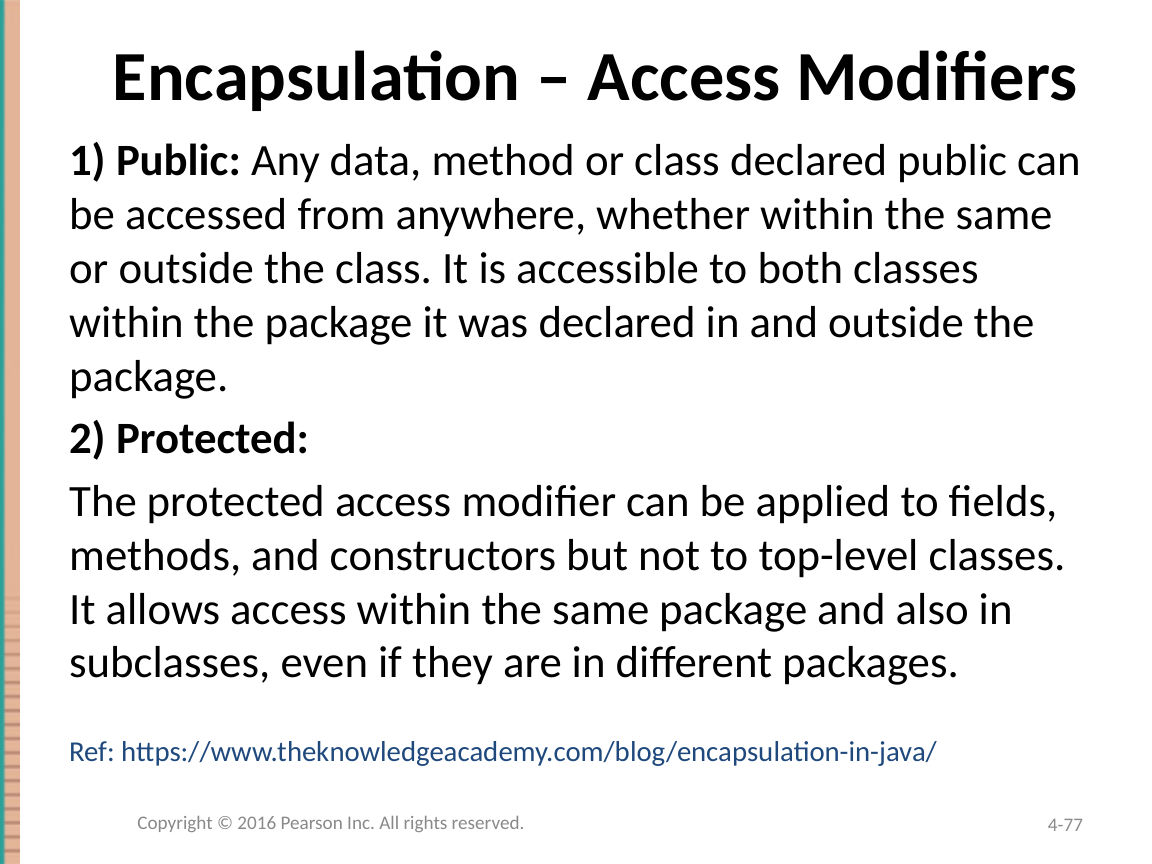 Encapsulation – Access Modifiers
1) Public: Any data, method or class declared public can
be accessed from anywhere, whether within the same
or outside the class. It is accessible to both classes
within the package it was declared in and outside the
package.
2) Protected:
The protected access modifier can be applied to fields,
methods, and constructors but not to top-level classes.
It allows access within the same package and also in
subclasses, even if they are in different packages.
Ref: https://www.theknowledgeacademy.com/blog/encapsulation-in-java/
Copyright © 2016 Pearson Inc. All rights reserved.
4-77